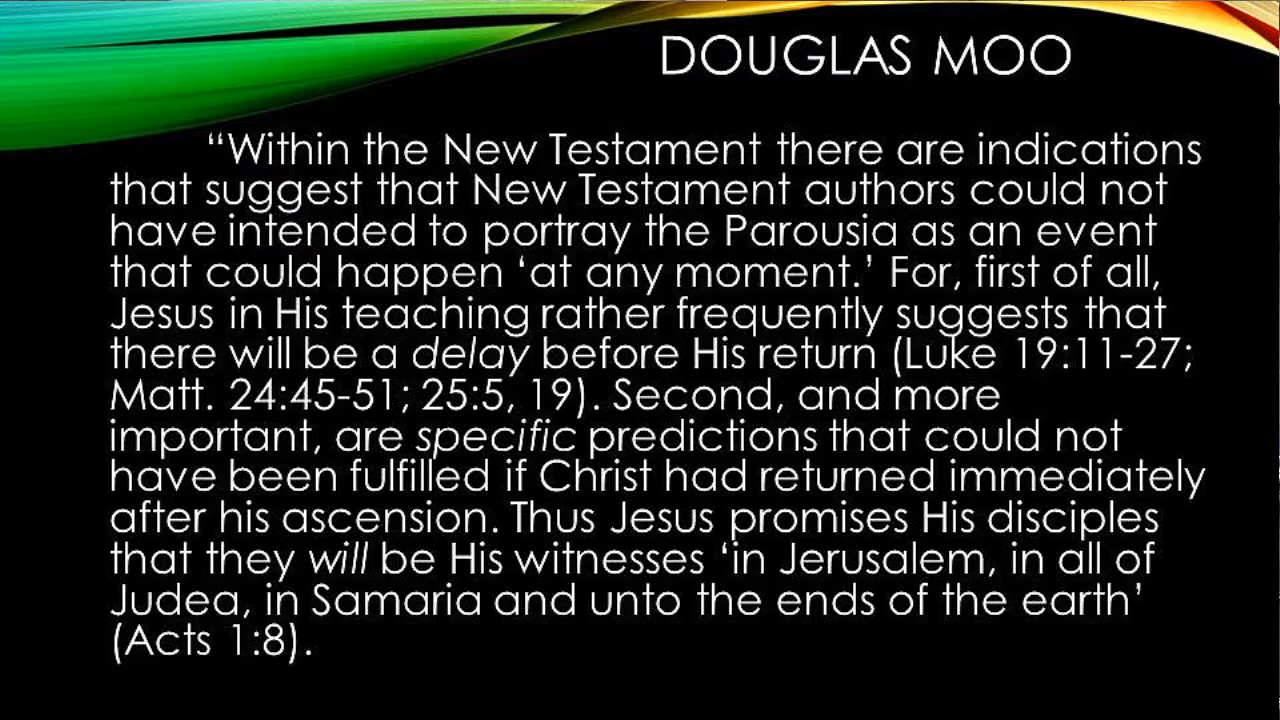 DOUGLAS MOO
“Within the New Testament there are indications
that suggest that New Testament authors could not
have intended to portray the Parousia as an event
that could happen ‘at any moment.’ For, first of all,
Jesus in His teaching rather frequently suggests that
there will be a delay before His return (Luke 19:11-27;
Matt. 24:45-51; 25:5, 19). Second, and more
important, are specific predictions that could not
have been fulfilled if Christ had returned immediately
after his ascension. Thus Jesus promises His disciples
that they will be His witnesses ‘in Jerusalem, in all of
Judea, in Samaria and unto the ends of the earth’
(Acts 1:8).